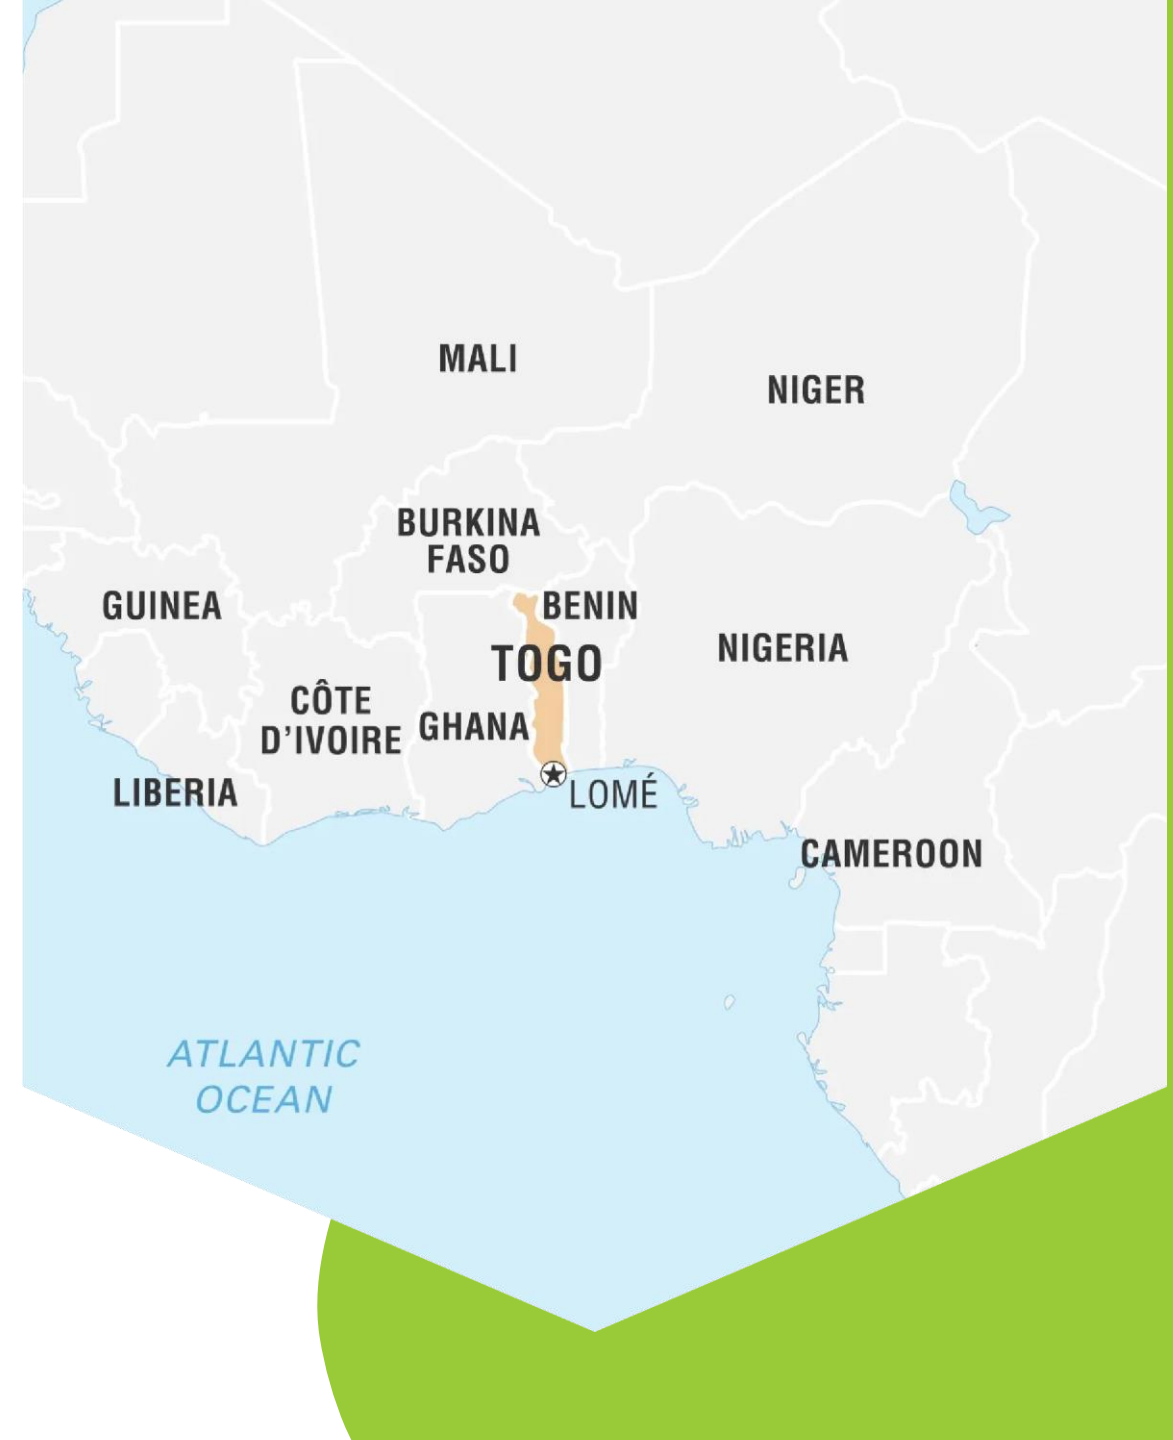 MALI
NIGER
BURKINA
FASO
GUINEA
BENIN
NIGERIA
TOGO
CÔTE
D’IVOIRE
GHANA
LIBERIA
LOMÉ
CAMEROON
ATLANTIC
OCEAN